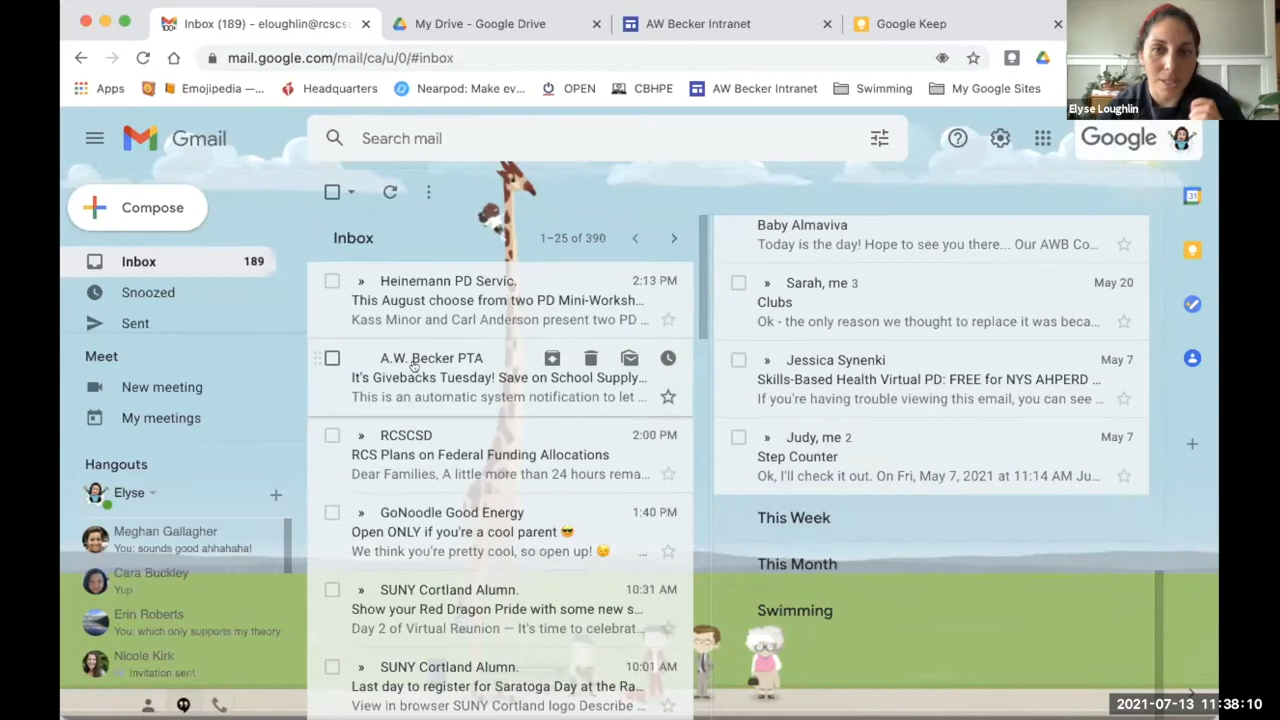 Inbox (189) - eloughlin@rcscs
My Drive - Google Drive
AW Becker Intranet
Google Keep
mail.google.com/mail/ca/u/0/#inbox
Elyse Loughlin
Apps
Emojipedia —...
Headquarters
Nearpod: Make ev...
OPEN
CBHPE
AW Becker Intranet
Swimming
My Google Sites
Gmail
Search mail
Google
Compose
31
Inbox
1–25 of 390
Inbox 189
Snoozed
Sent
Meet
New meeting
My meetings
Hangouts
Elyse
Meghan Gallagher
You: sounds good ahhahaha!
Cara Buckley
Yup
Erin Roberts
You: which only supports my theory
Nicole Kirk
Invitation sent
» Heinemann PD Servic. 2:13 PM
This August choose from two PD Mini-Worksh...
Kass Minor and Carl Anderson present two PD ...
A.W. Becker PTA
It's Givebacks Tuesday! Save on School Supply...
This is an automatic system notification to let ...
» RCSCSD 2:00 PM
RCS Plans on Federal Funding Allocations
Dear Families, A little more than 24 hours rema...
» GoNoodle Good Energy 1:40 PM
Open ONLY if you're a cool parent 😎
We think you're pretty cool, so open up! 😉 ...
» SUNY Cortland Alumn. 10:31 AM
Show your Red Dragon Pride with some new s...
Day 2 of Virtual Reunion — It's time to celebrat...
» SUNY Cortland Alumn. 10:01 AM
Last day to register for Saratoga Day at the Ra...
View in browser SUNY Cortland logo Describe ...
Baby Almaviva
Today is the day! Hope to see you there... Our AWB Co...
» Sarah, me 3 May 20
Clubs
Ok - the only reason we thought to replace it was beca...
» Jessica Synenki May 7
Skills-Based Health Virtual PD: FREE for NYS AHPERD ...
If you're having trouble viewing this email, you can see ...
» Judy, me 2 May 7
Step Counter
Ok, I'll check it out. On Fri, May 7, 2021 at 11:14 AM Ju...
This Week
This Month
Swimming
2021-07-13 11:38:10